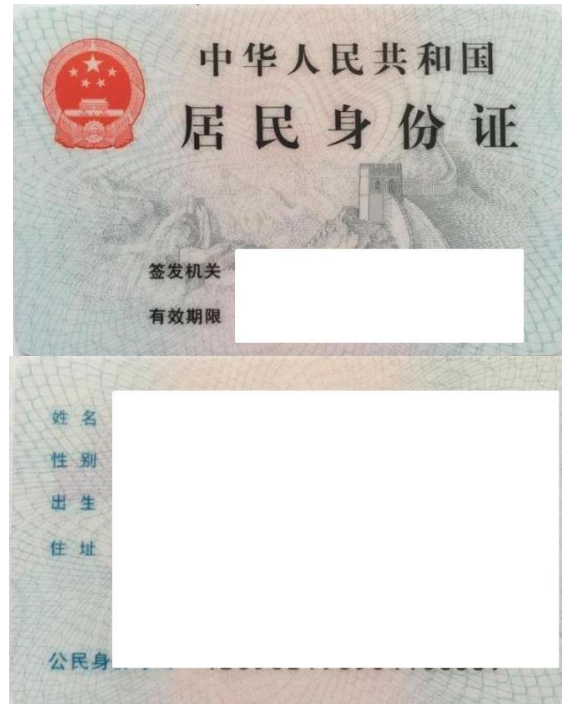 中华人民共和国
居民身份证
签发机关
有效期限
姓名
性别
出生
住址
公民身